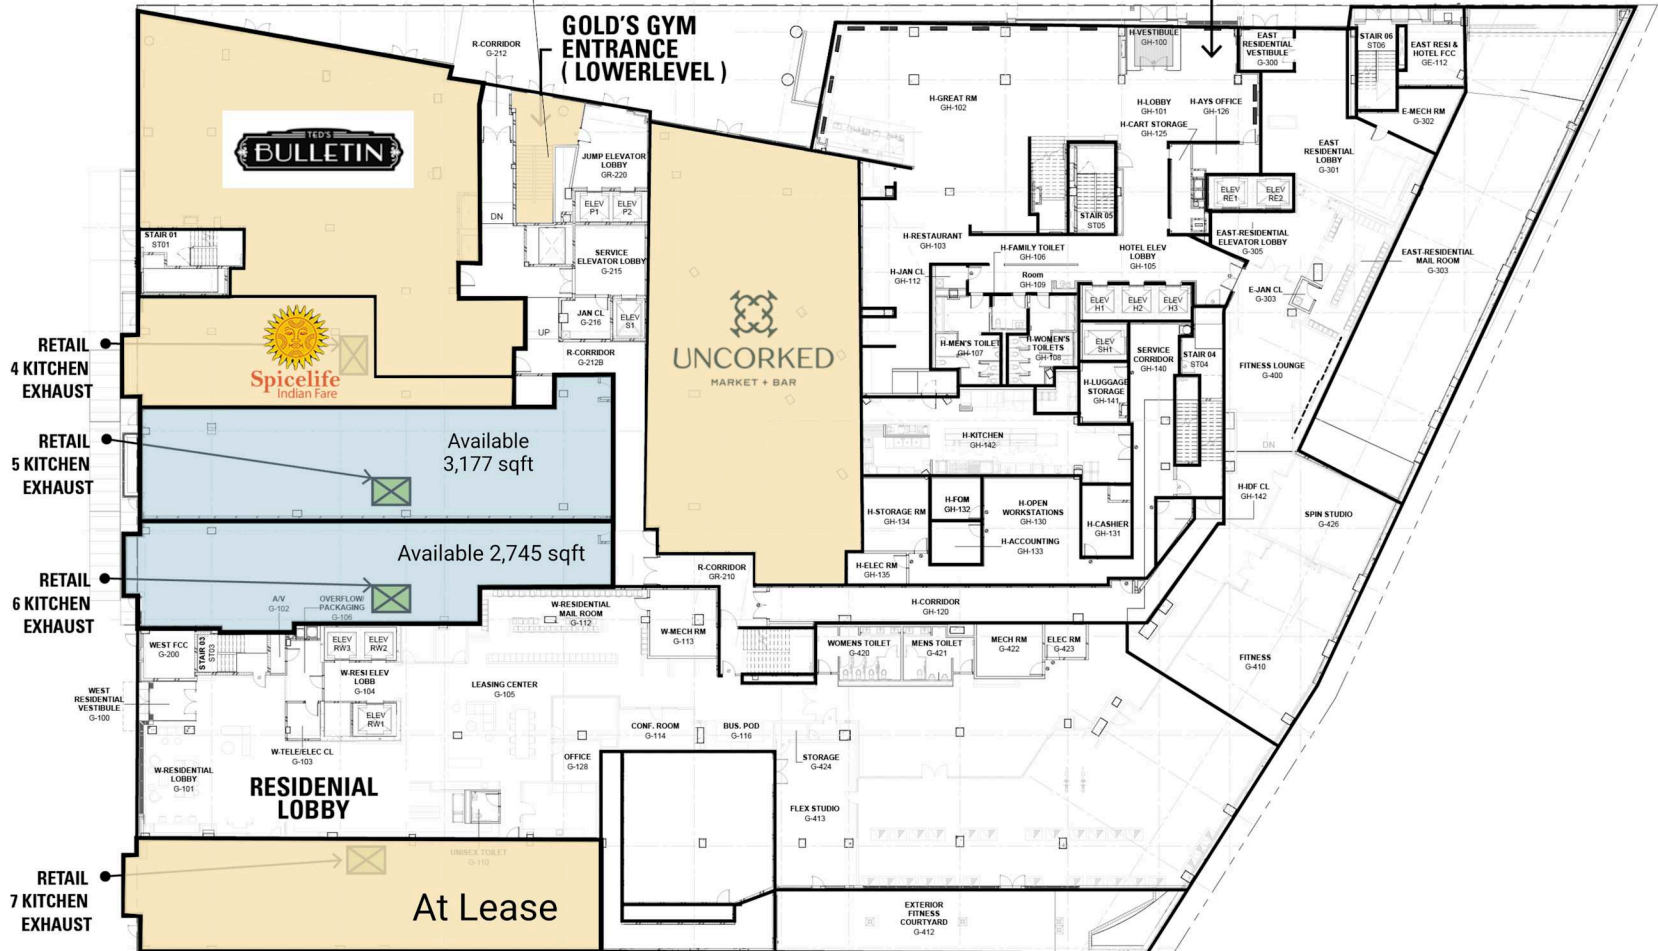 GOLD'S GYM
ENTRANCE
( LOWERLEVEL )
R-CORRIDOR
G-212
TED'S
BULLETIN
STAIR 01
ST01
JUMP ELEVATOR
LOBBY
GR-220
ELEV
P1
ELEV
P2
DN
SERVICE
ELEVATOR LOBBY
G-215
JAN CL
G-216
ELEV
S1
UP
R-CORRIDOR
G-212B
UNCORKED
MARKET + BAR
RETAIL
4 KITCHEN
EXHAUST
Spicelife
Indian Fare
RETAIL
5 KITCHEN
EXHAUST
Available
3,177 sqft
RETAIL
6 KITCHEN
EXHAUST
Available 2,745 sqft
H-VESTIBULE
GH-100
EAST
RESIDENTIAL
VESTIBULE
G-300
STAIR 06
ST06
EAST RESI &
HOTEL FCC
GE-112
H-GREAT RM
GH-102
H-LOBBY
GH-101
H-AYS OFFICE
GH-126
H-CART STORAGE
GH-125
E-MECH RM
G-302
EAST
RESIDENTIAL
LOBBY
G-301
ELEV
RE1
ELEV
RE2
STAIR 05
ST05
EAST-RESIDENTIAL
ELEVATOR LOBBY
G-305
H-RESTAURANT
GH-103
H-FAMILY TOILET
GH-106
HOTEL ELEV
LOBBY
GH-105
EAST-RESIDENTIAL
MAIL ROOM
G-303
H-JAN CL
GH-112
Room
GH-109
E-JAN CL
G-303
ELEV
H1
ELEV
H2
ELEV
H3
H-MEN'S TOILET
GH-107
H-WOMEN'S
TOILETS
GH-108
ELEV
SH1
SERVICE
CORRIDOR
GH-140
STAIR 04
ST04
FITNESS LOUNGE
G-400
H-LUGGAGE
STORAGE
GH-141
H-KITCHEN
GH-142
DN
H-IDF CL
GH-142
H-STORAGE RM
GH-134
H-FOM
GH-132
H-OPEN
WORKSTATIONS
GH-130
H-ACCOUNTING
GH-133
H-CASHIER
GH-131
SPIN STUDIO
G-426
R-CORRIDOR
GR-210
H-ELEC RM
GH-135
H-CORRIDOR
GH-120
A/V
G-102
OVERFLOW/
PACKAGING
G-106
W-RESIDENTIAL
MAIL ROOM
G-112
W-MECH RM
G-113
WEST FCC
G-200
STAIR 03
ST03
ELEV
RW3
ELEV
RW2
W-RESI ELEV
LOBB
G-104
ELEV
RW1
WEST
RESIDENTIAL
VESTIBULE
G-100
LEASING CENTER
G-105
WOMENS TOILET
G-420
MENS TOILET
G-421
MECH RM
G-422
ELEC RM
G-423
FITNESS
G-410
CONF. ROOM
G-114
BUS. POD
G-116
OFFICE
G-128
STORAGE
G-424
W-TELE/ELEC CL
G-103
W-RESIDENTIAL
LOBBY
G-101
RESIDENIAL
LOBBY
FLEX STUDIO
G-413
UNISEX TOILET
G-110
RETAIL
7 KITCHEN
EXHAUST
At Lease
EXTERIOR
FITNESS
COURTYARD
G-412